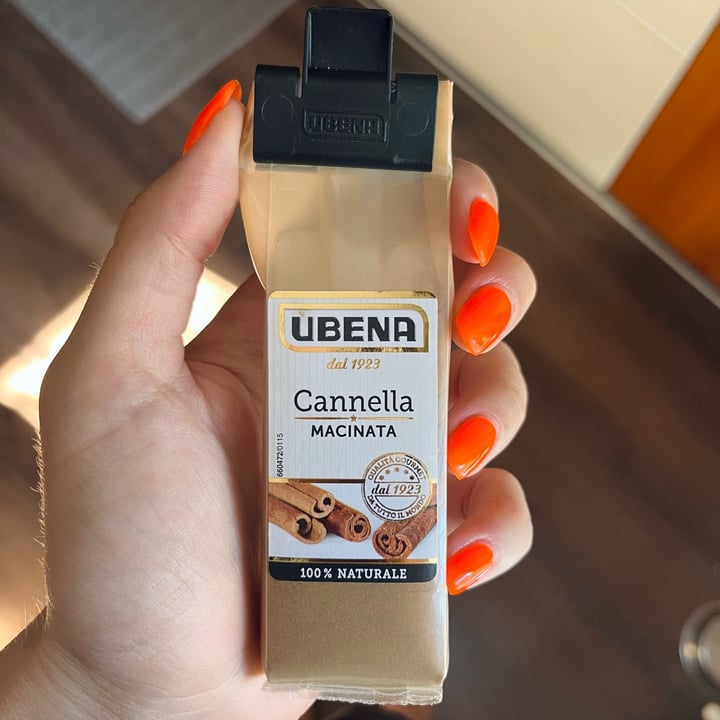 UBENA
UBENA
dal 1923
Cannella
MACINATA
660472/0115
QUALITÀ GOURMET
dal 1923
DA TUTTO IL MONDO
100% NATURALE